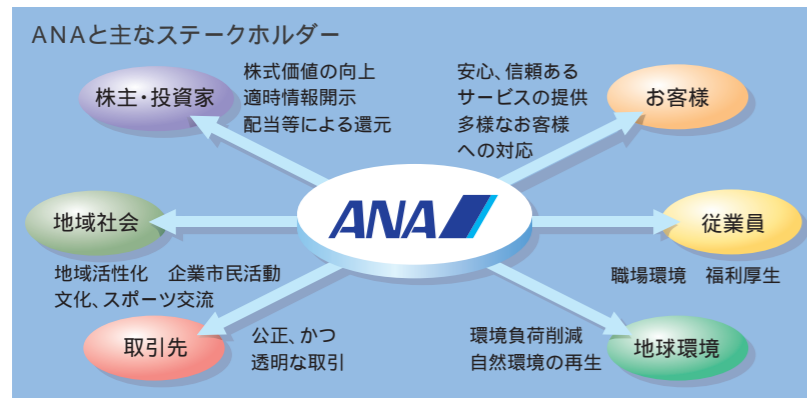 ANAと主なステークホルダー
株主・投資家
株式価値の向上
適時情報開示
配当等による還元
安心、信頼ある
サービスの提供
多様なお客様
への対応
お客様
ANA
地域社会
地域活性化　企業市民活動
文化、スポーツ交流
従業員
職場環境　福利厚生
取引先
公正、かつ
透明な取引
環境負荷削減
自然環境の再生
地球環境